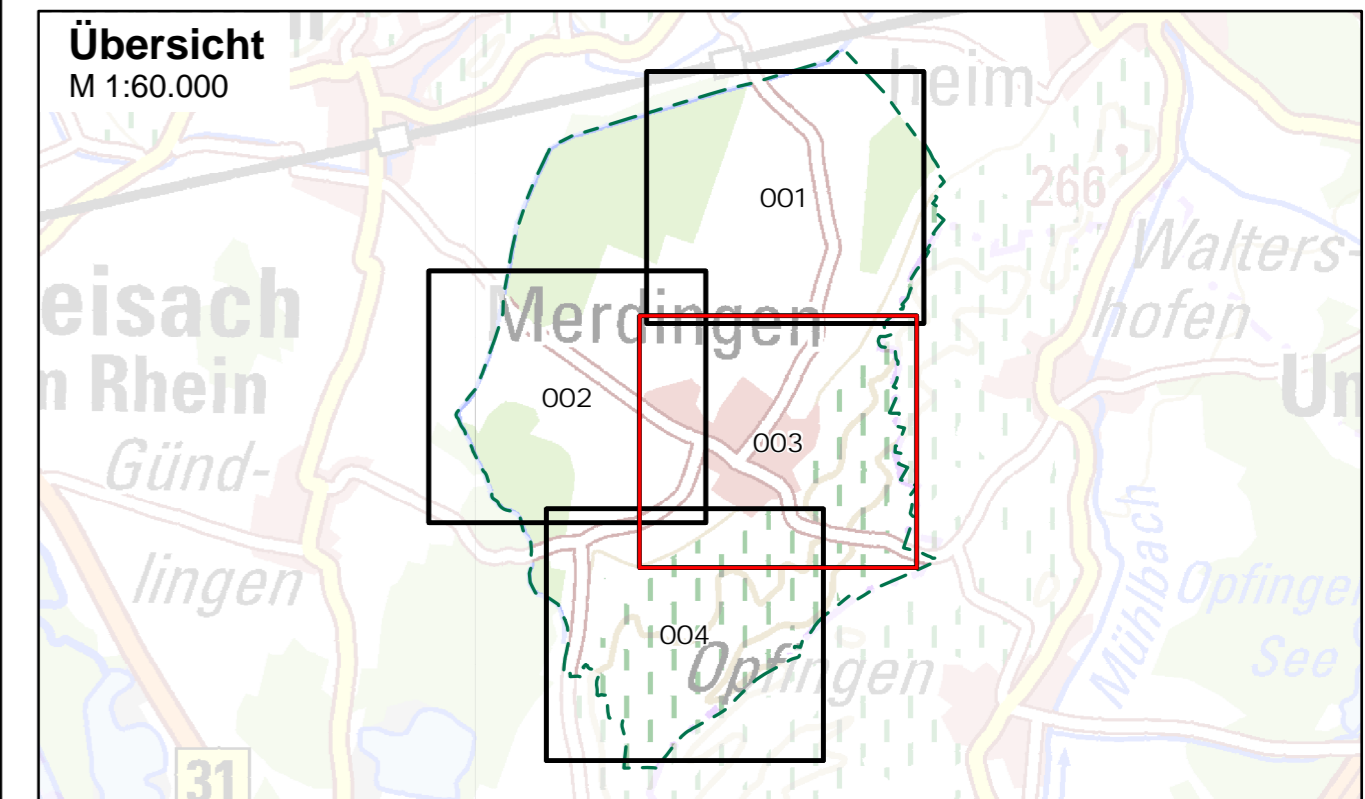 Übersicht
M 1:60.000
heim
001
266
Walters-
hofen
eisach
m Rhein
Merdingen
002
003
Günd-
lingen
Mühlbach
Opfinger
See
004
Opfingen
31